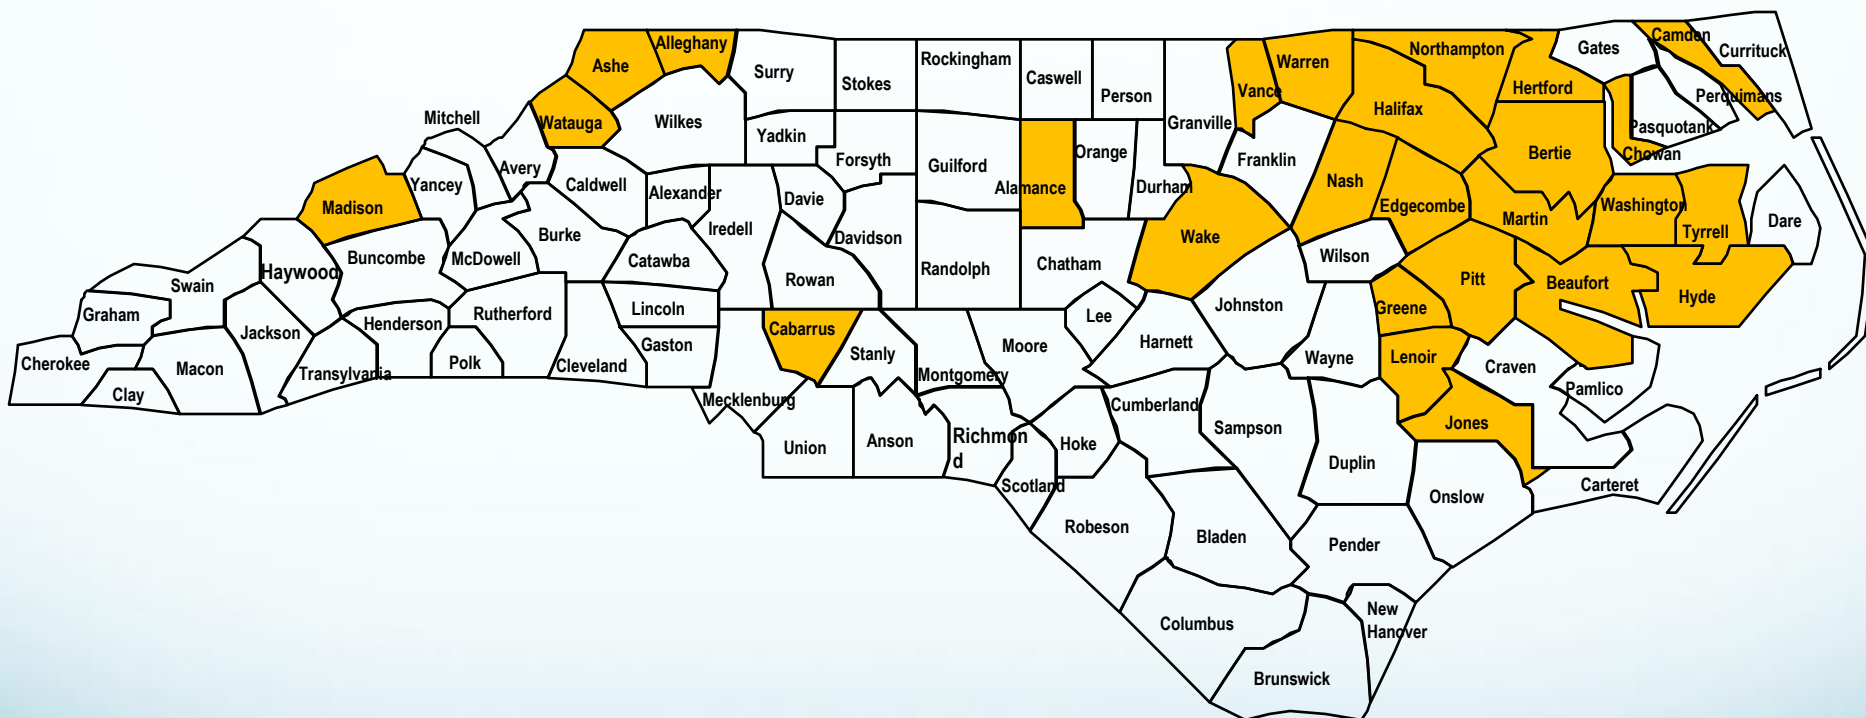 Alleghany
Ashe
Surry
Stokes
Rockingham
Caswell
Person
Granville
Vance
Warren
Northampton
Halifax
Hertford
Gates
Camden
Currituck
Perquimans
Pasquotank
Chowan
Mitchell
Watauga
Wilkes
Yadkin
Forsyth
Guilford
Alamance
Orange
Durham
Franklin
Nash
Bertie
Avery
Yancey
Caldwell
Alexander
Davie
Madison
Iredell
Davidson
Wake
Edgecombe
Martin
Washington
Tyrrell
Dare
Burke
McDowell
Buncombe
Haywood
Catawba
Rowan
Randolph
Chatham
Wilson
Pitt
Beaufort
Hyde
Swain
Graham
Jackson
Henderson
Rutherford
Lincoln
Cabarrus
Lee
Johnston
Greene
Cherokee
Clay
Macon
Transylvania
Polk
Cleveland
Gaston
Stanly
Montgomery
Moore
Harnett
Wayne
Lenoir
Craven
Pamlico
Mecklenburg
Union
Anson
Richmon
d
Scotland
Hoke
Cumberland
Sampson
Duplin
Jones
Onslow
Carteret
Robeson
Bladen
Pender
Columbus
New
Hanover
Brunswick